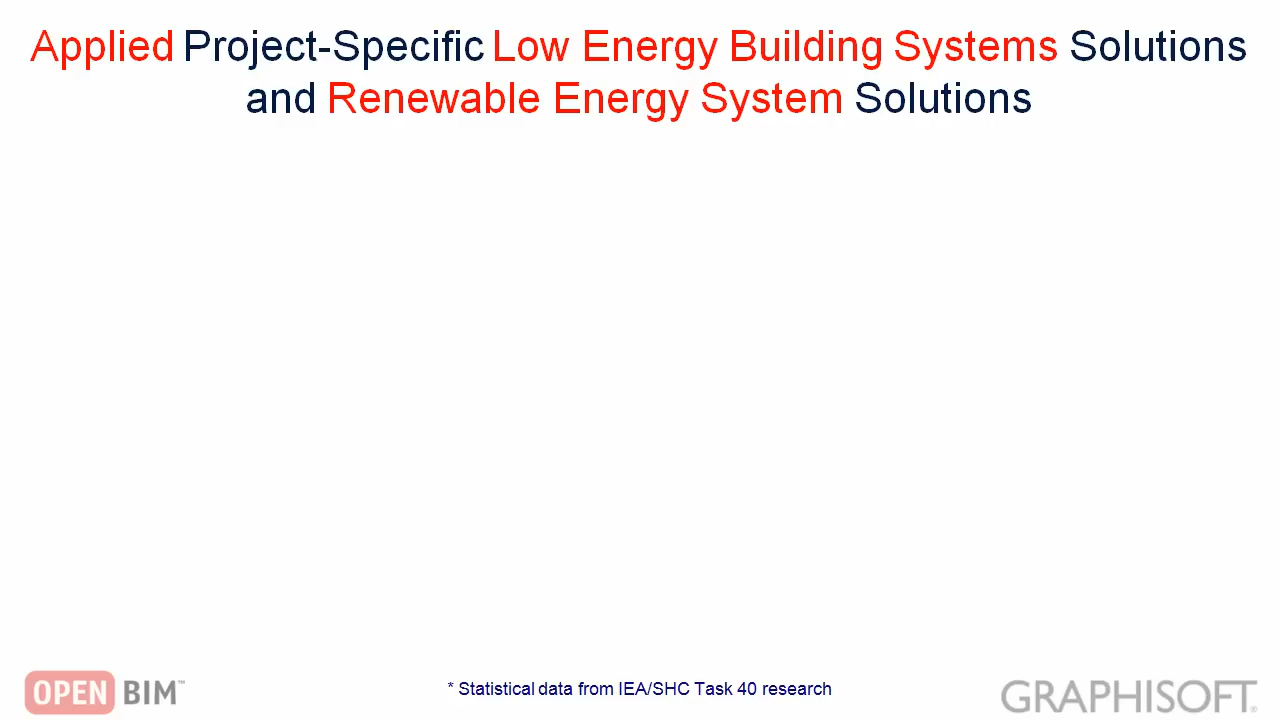 Applied Project-Specific Low Energy Building Systems Solutions
and Renewable Energy System Solutions
OPEN BIM™
* Statistical data from IEA/SHC Task 40 research
GRAPHISOFT®